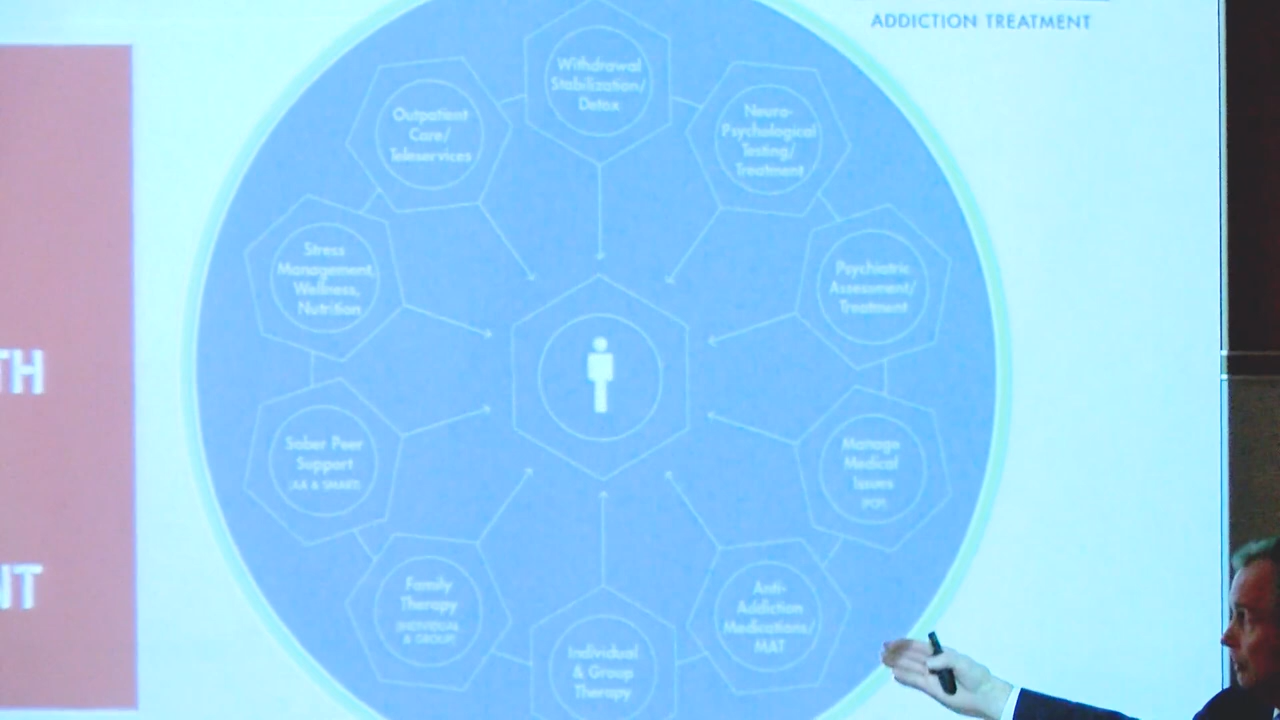 ADDICTION TREATMENT
Withdrawal
Stabilization/
Detox
Neuro-
Psychological
Testing/
Treatment
Psychiatric
Assessment/
Treatment
Manage
Medical
Issues
(PCP)
Anti-
Addiction
Medications/
MAT
Individual
& Group
Therapy
Family
Therapy
(INDIVIDUAL
& GROUP)
Sober Peer
Support
(AA & SMART)
Stress
Management,
Wellness,
Nutrition
Outpatient
Care/
Teleservices
TH
NT